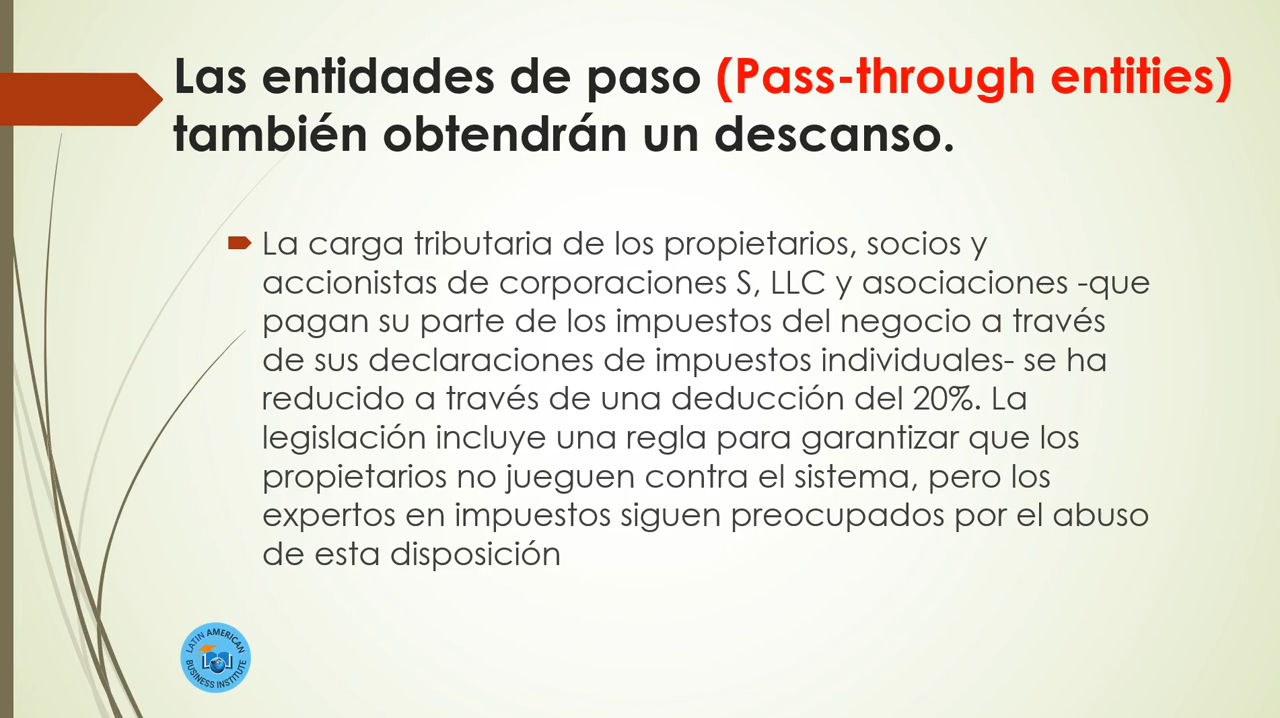 Las entidades de paso (Pass-through entities)
también obtendrán un descanso.
La carga tributaria de los propietarios, socios y
accionistas de corporaciones S, LLC y asociaciones -que
pagan su parte de los impuestos del negocio a través
de sus declaraciones de impuestos individuales- se ha
reducido a través de una deducción del 20%. La
legislación incluye una regla para garantizar que los
propietarios no jueguen contra el sistema, pero los
expertos en impuestos siguen preocupados por el abuso
de esta disposición
LATIN AMERICAN
BUSINESS INSTITUTE